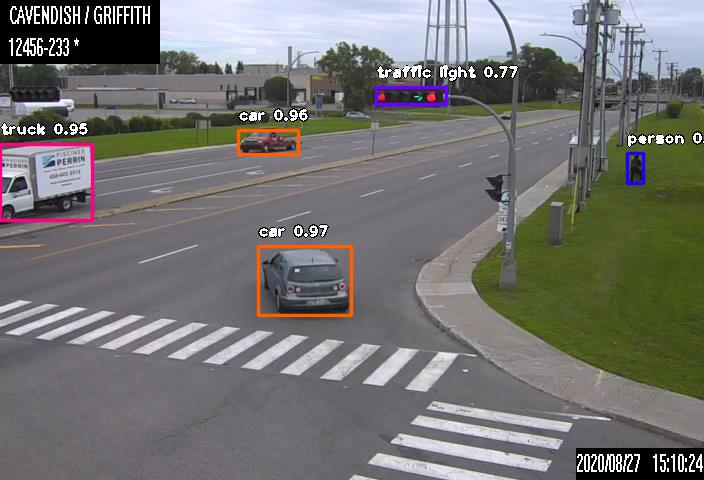 CAVENDISH / GRIFFITH
12456-233 *
traffic light 0.77
car 0.96
truck 0.95
person 0.
PISCINES
PERRIN
car 0.97
2020/08/27 15:10:24